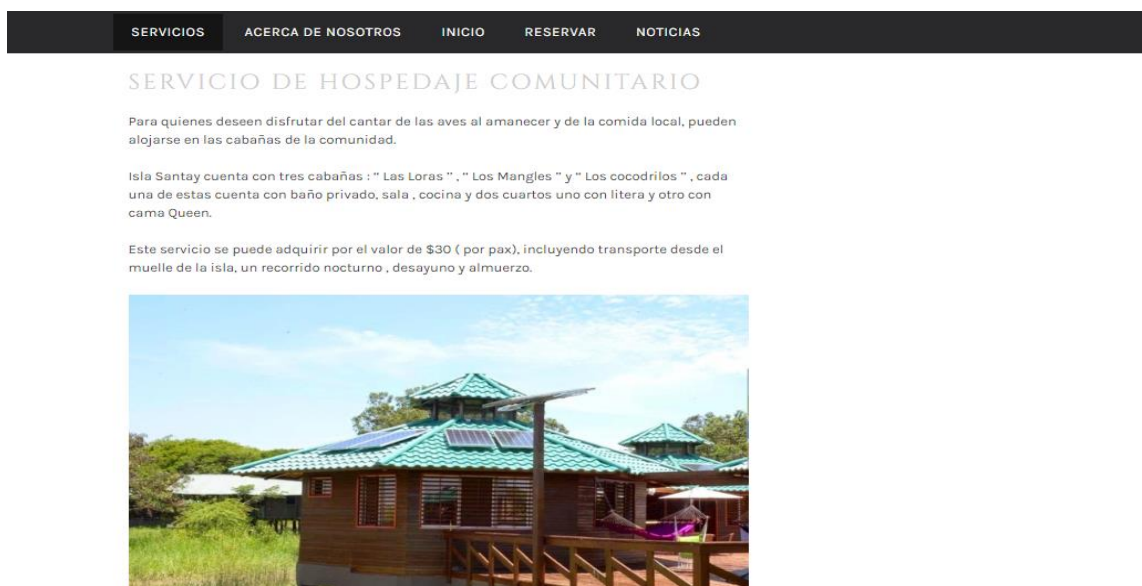 SERVICIOS ACERCA DE NOSOTROS INICIO RESERVAR NOTICIAS
SERVICIO DE HOSPEDAJE COMUNITARIO
Para quienes deseen disfrutar del cantar de las aves al amanecer y de la comida local, pueden
alojarse en las cabañas de la comunidad.
Isla Santay cuenta con tres cabañas : “ Las Loras ” , “ Los Mangles ” y “ Los cocodrilos ” , cada
una de estas cuenta con baño privado, sala , cocina y dos cuartos uno con litera y otro con
cama Queen.
Este servicio se puede adquirir por el valor de $30 ( por pax), incluyendo transporte desde el
muelle de la isla, un recorrido nocturno , desayuno y almuerzo.